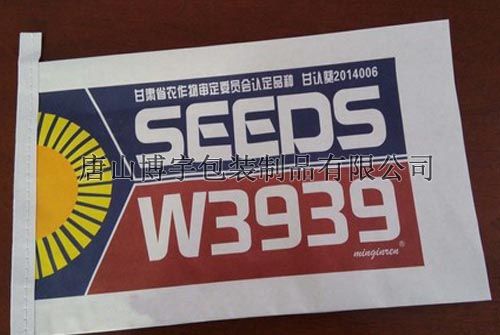 甘肃省农作物审定委员会认定品种 甘认葵2014006
SEEDS
唐山博宇包装制品有限公司
W3939
minginren®